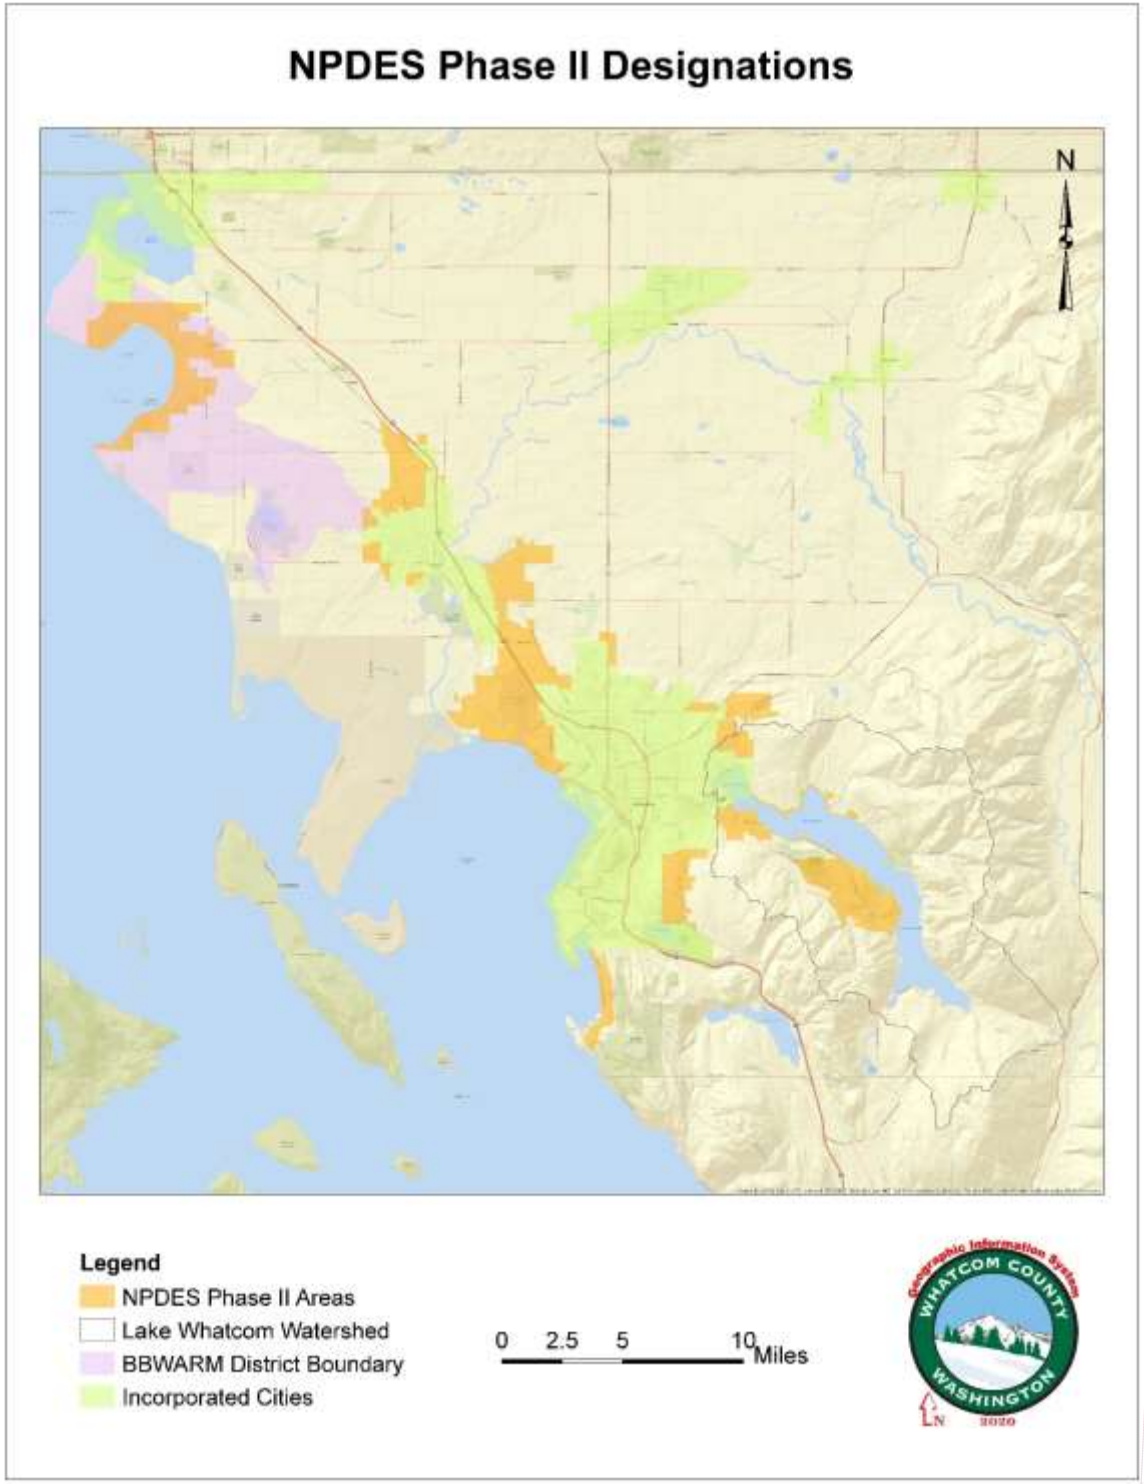 NPDES Phase II Designations
N
Legend
NPDES Phase II Areas
Lake Whatcom Watershed
BBWARM District Boundary
Incorporated Cities
0 2.5 5 10
Miles
Geographic Information System
WHATCOM COUNTY
WASHINGTON
N
2020